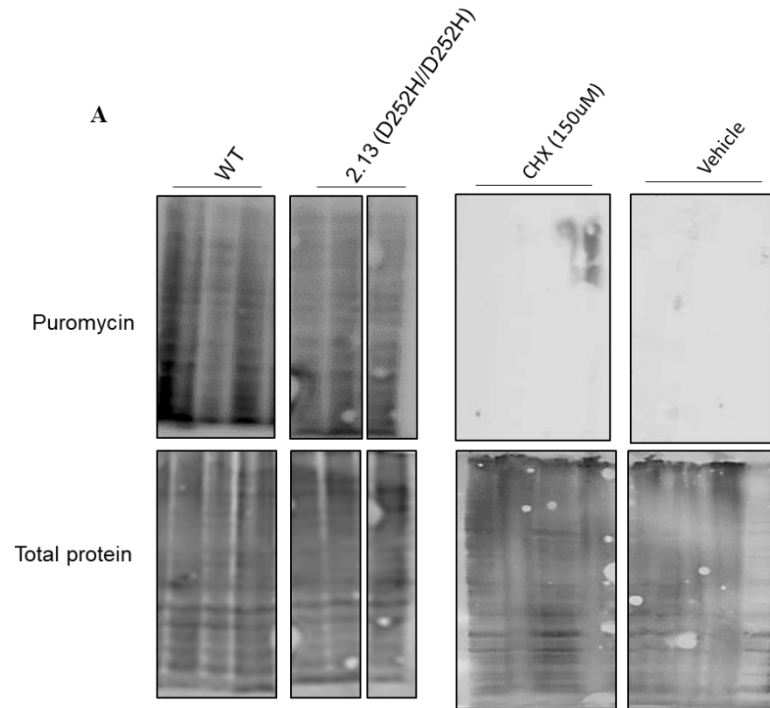 A
WT
2.13 (D252H//D252H)
CHX (150uM)
Vehicle
Puromycin
Total protein